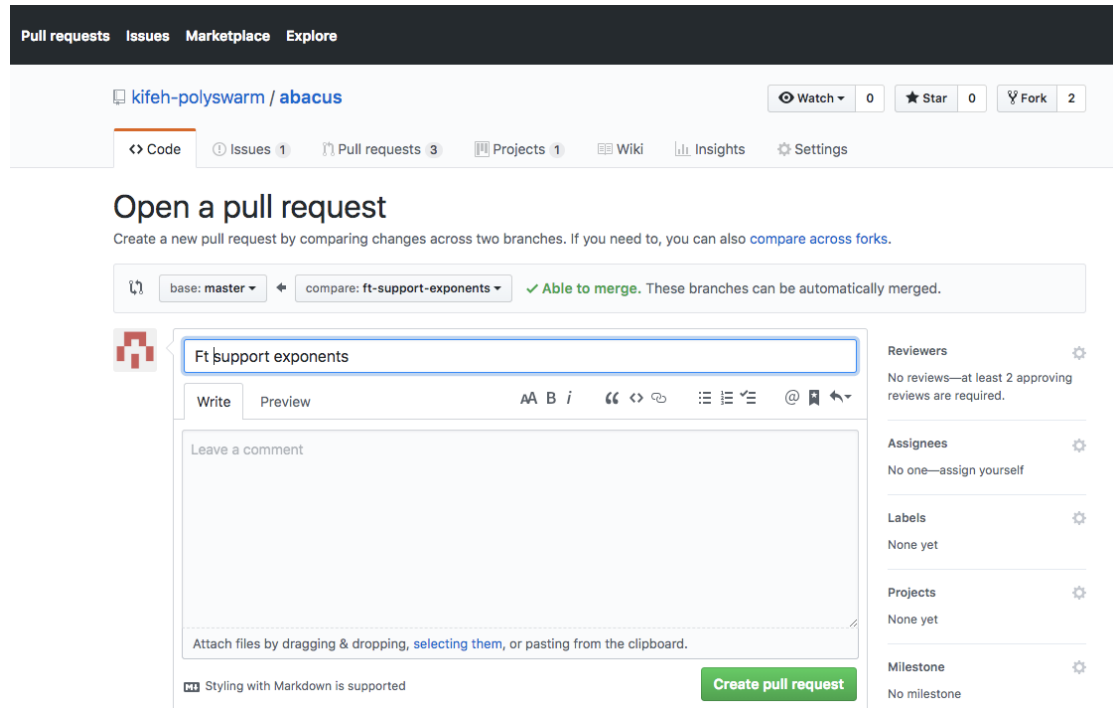 Pull requests Issues Marketplace Explore
kifeh-polyswarm / abacus
Watch 0 Star 0 Fork 2
Code Issues 1 Pull requests 3 Projects 1 Wiki Insights Settings
Open a pull request
Create a new pull request by comparing changes across two branches. If you need to, you can also compare across forks.
base: master compare: ft-support-exponents Able to merge. These branches can be automatically merged.
Ft support exponents
Write Preview
AA B i
Leave a comment
Attach files by dragging & dropping, selecting them, or pasting from the clipboard.
Styling with Markdown is supported
Create pull request
Reviewers
No reviews—at least 2 approving
reviews are required.
Assignees
No one—assign yourself
Labels
None yet
Projects
None yet
Milestone
No milestone